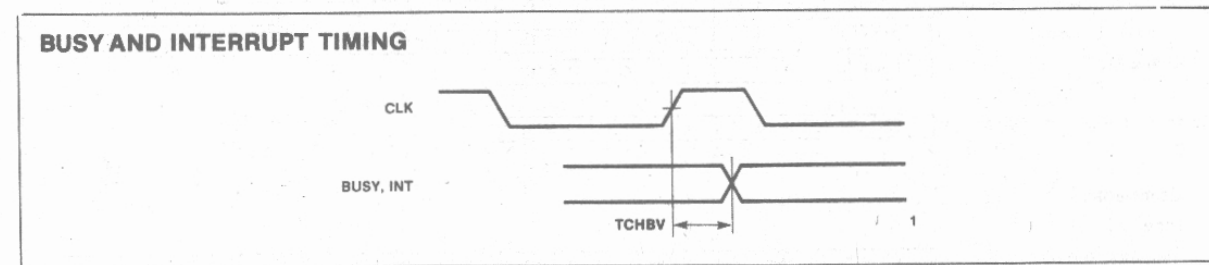 BUSY AND INTERRUPT TIMING
CLK
BUSY, INT
TCHBV
1